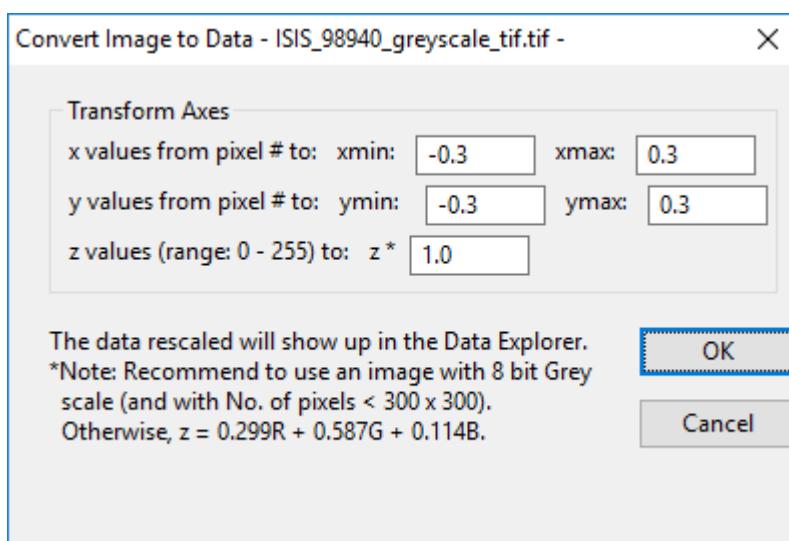 Convert Image to Data - ISIS_98940_greyscale_tif.tif -
Transform Axes
x values from pixel # to: xmin: -0.3 xmax: 0.3
y values from pixel # to: ymin: -0.3 ymax: 0.3
z values (range: 0 - 255) to: z * 1.0
The data rescaled will show up in the Data Explorer.
*Note: Recommend to use an image with 8 bit Grey
scale (and with No. of pixels < 300 x 300).
Otherwise, z = 0.299R + 0.587G + 0.114B.
OK
Cancel